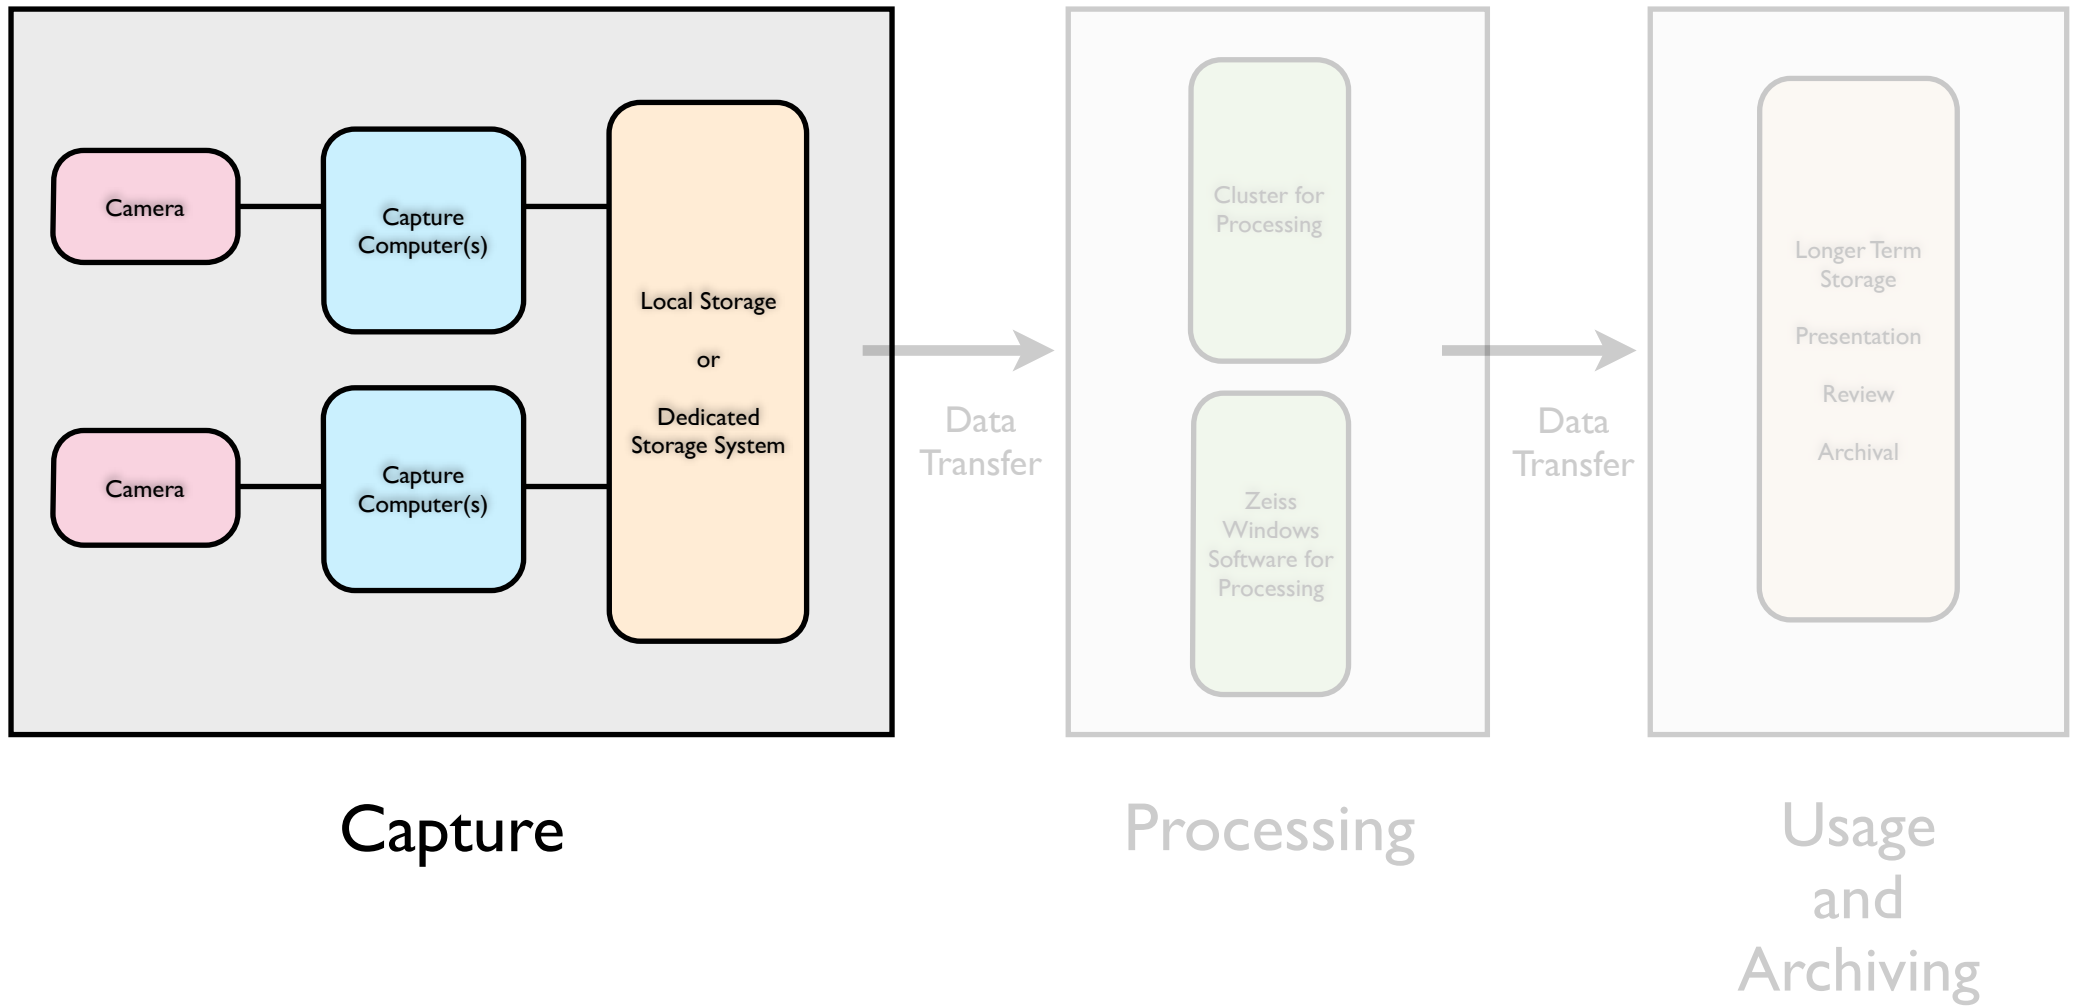 Camera
Capture
Computer(s)
Camera
Capture
Computer(s)
Local Storage
or
Dedicated
Storage System
Data
Transfer
Cluster for
Processing
Zeiss
Windows
Software for
Processing
Data
Transfer
Longer Term
Storage
Presentation
Review
Archival
Capture
Processing
Usage
and
Archiving